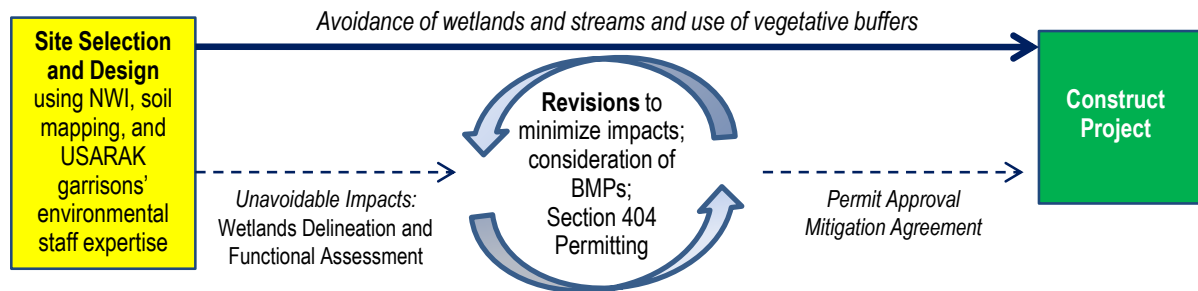 Avoidance of wetlands and streams and use of vegetative buffers
Site Selection
and Design
using NWI, soil
mapping, and
USARAK
garrisons’
environmental
staff expertise
Unavoidable Impacts:
Wetlands Delineation and
Functional Assessment
Revisions to
minimize impacts;
consideration of
BMPs;
Section 404
Permitting
Permit Approval
Mitigation Agreement
Construct
Project